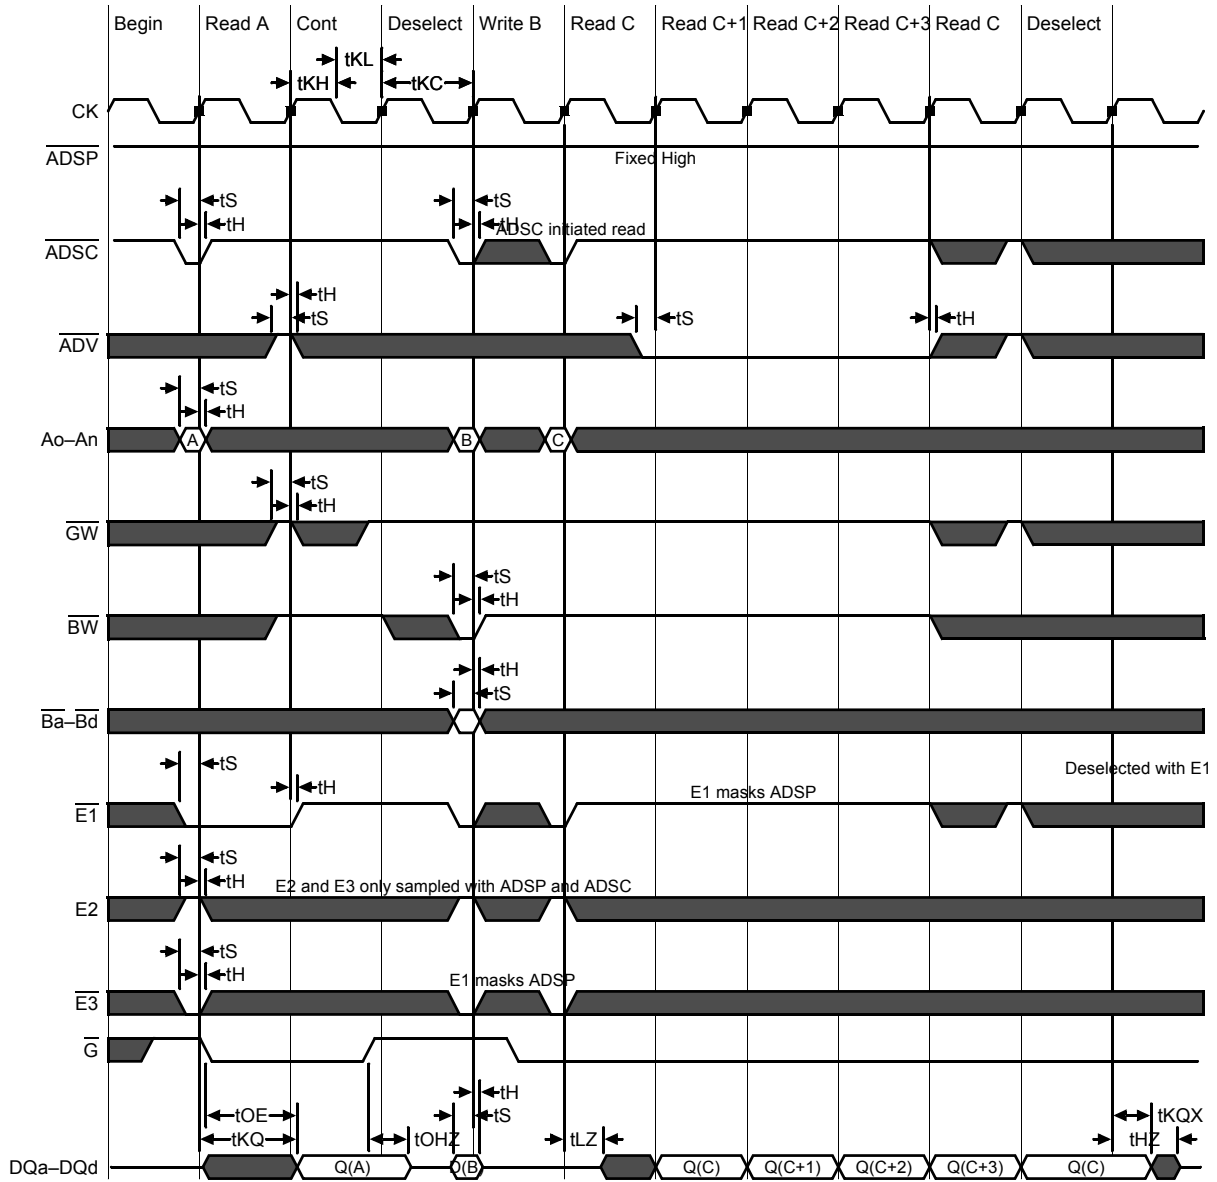 Begin Read A Cont Deselect Write B Read C Read C+1 Read C+2 Read C+3 Read C Deselect
tKL
tKH tKC
CK
ADSP
Fixed High
tS tS
tH tH
ADSC initiated read
ADSC
tH
tS tS tH
ADV
tS
tH
Ao–An A B C
tS
tH
GW
tS
tH
BW
tH
tS
Ba–Bd
tS
Deselected with E1
tH
E1 masks ADSP
E1
tS
tH
E2 and E3 only sampled with ADSP and ADSC
E2
tS
tH
E1 masks ADSP
E3
G
tH
tOE tS tKQX
tKQ tOHZ tLZ tHZ
DQa–DQd Q(A) D(B Q(C) Q(C+1) Q(C+2) Q(C+3) Q(C)